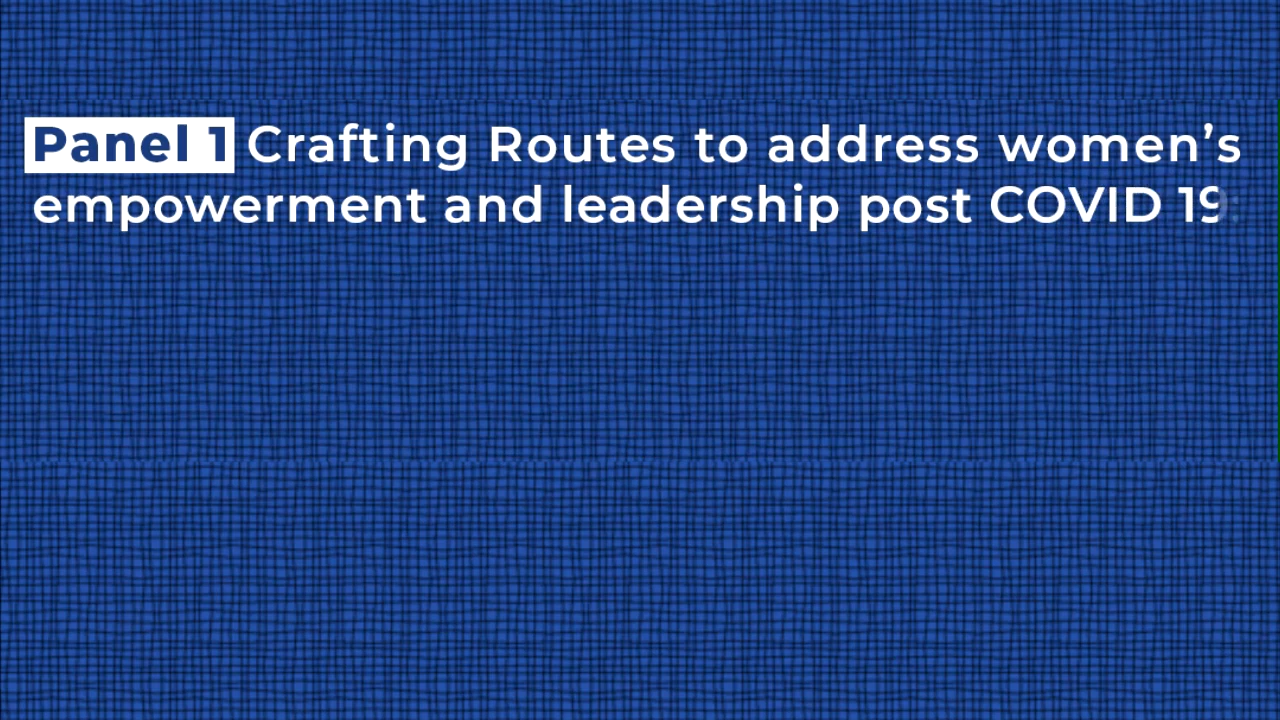 Panel 1 Crafting Routes to address women’s
empowerment and leadership post COVID 19: